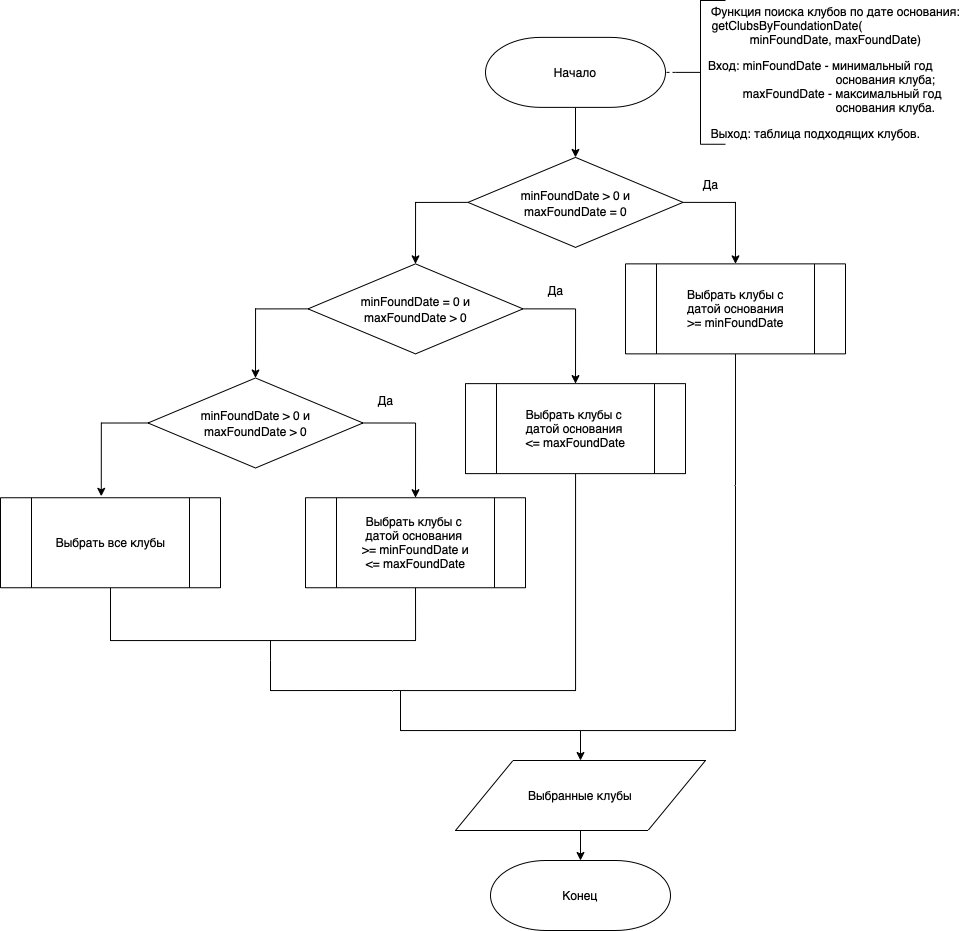 Функция поиска клубов по дате основания:
getClubsByFoundationDate(
minFoundDate, maxFoundDate)
Вход: minFoundDate - минимальный год
основания клуба;
maxFoundDate - максимальный год
основания клуба.
Выход: таблица подходящих клубов.
Начало
minFoundDate > 0 и
maxFoundDate = 0
Да
Выбрать клубы с
датой основания
>= minFoundDate
minFoundDate = 0 и
maxFoundDate > 0
Да
Выбрать клубы с
датой основания
<= maxFoundDate
minFoundDate > 0 и
maxFoundDate > 0
Да
Выбрать все клубы
Выбрать клубы с
датой основания
>= minFoundDate и
<= maxFoundDate
Выбранные клубы
Конец